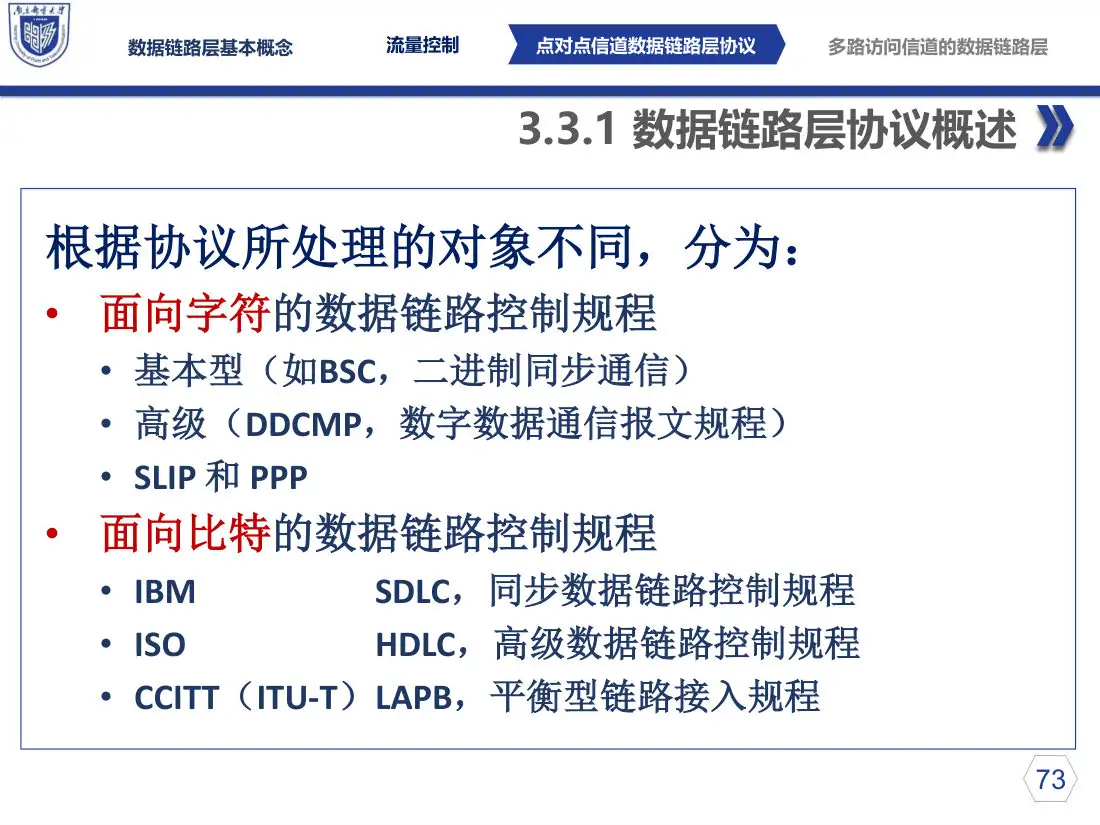 数据链路层基本概念 流量控制 点对点信道数据链路层协议 多路访问信道的数据链路层
3.3.1 数据链路层协议概述
根据协议所处理的对象不同，分为：
• 面向字符的数据链路控制规程
• 基本型（如BSC，二进制同步通信）
• 高级（DDCMP，数字数据通信报文规程）
• SLIP 和 PPP
• 面向比特的数据链路控制规程
• IBM SDLC，同步数据链路控制规程
• ISO HDLC，高级数据链路控制规程
• CCITT（ITU-T）LAPB，平衡型链路接入规程
73